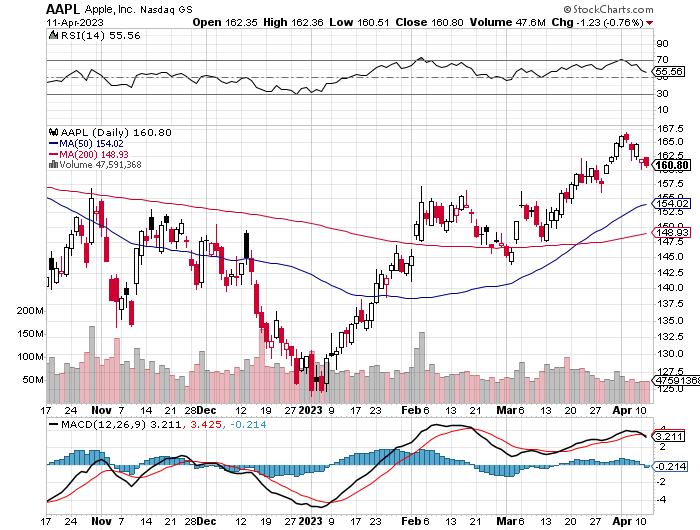 AAPL Apple, Inc. Nasdaq GS © StockCharts.com
11-Apr-2023 Open 162.35 High 162.36 Low 160.51 Close 160.80 Volume 47.6M Chg -1.23 (-0.76%)
RSI(14) 55.56
90
70
55.56
50
30
10
AAPL (Daily) 160.80
MA(50) 154.02
MA(200) 148.93
Volume 47,591,368
167.5
165.0
162.5
160.80
157.5
155.0
154.02
152.5
150.0
148.93
147.5
145.0
142.5
140.0
137.5
135.0
132.5
130.0
127.5
125.0
200M
150M
100M
50M
47591368
17 24 Nov 7 14 21 28 Dec 12 19 27 2023 9 17 23 Feb 6 13 21 Mar 6 13 20 27 Apr 10
MACD(12,26,9) 3.211, 3.425, -0.214
4
3.211
2
-0.214
-2
-4
17 24 Nov 7 14 21 28 Dec 12 19 27 2023 9 17 23 Feb 6 13 21 Mar 6 13 20 27 Apr 10